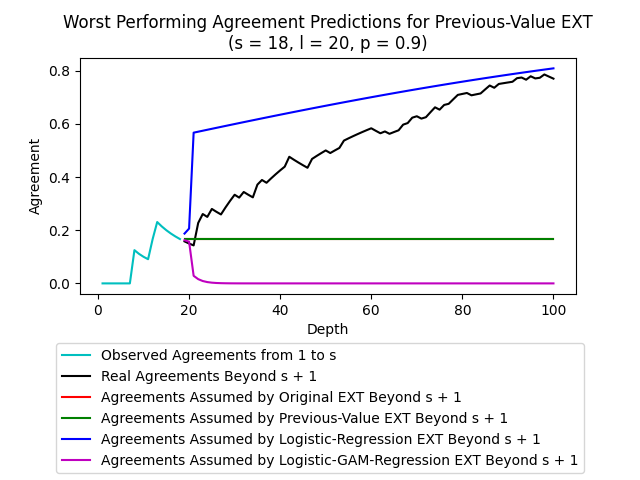 Worst Performing Agreement Predictions for Previous-Value EXT
(s = 18, l = 20, p = 0.9)
Agreement
0.8
0.6
0.4
0.2
0.0
0 20 40 60 80 100
Depth
Observed Agreements from 1 to s
Real Agreements Beyond s + 1
Agreements Assumed by Original EXT Beyond s + 1
Agreements Assumed by Previous-Value EXT Beyond s + 1
Agreements Assumed by Logistic-Regression EXT Beyond s + 1
Agreements Assumed by Logistic-GAM-Regression EXT Beyond s + 1